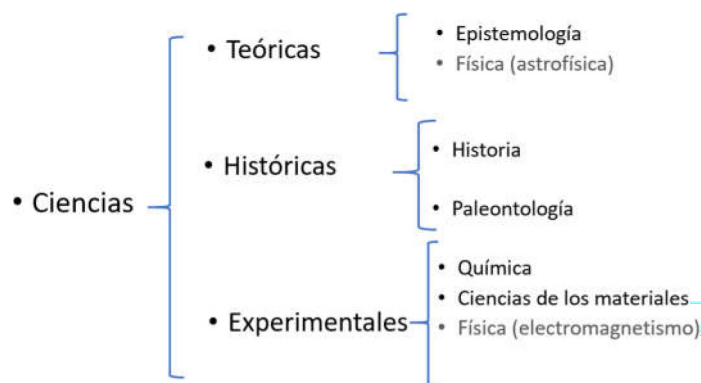 • Ciencias
• Teóricas
• Epistemología
• Física (astrofísica)
• Históricas
• Historia
• Paleontología
• Experimentales
• Química
• Ciencias de los materiales
• Física (electromagnetismo)